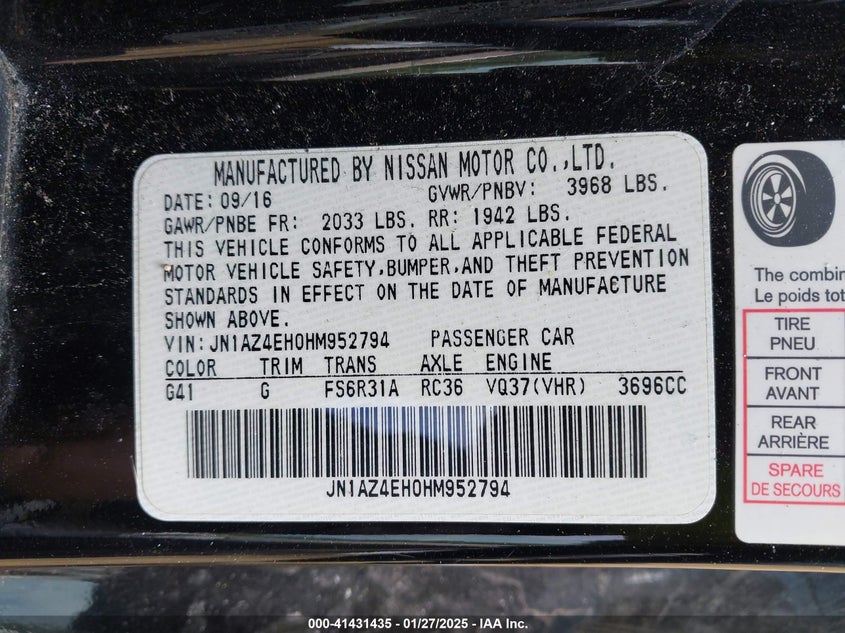 MANUFACTURED BY NISSAN MOTOR CO.,LTD.
DATE: 09/16 GVWR/PNBV: 3968 LBS.
GAWR/PNBE FR: 2033 LBS. RR: 1942 LBS.
THIS VEHICLE CONFORMS TO ALL APPLICABLE FEDERAL
MOTOR VEHICLE SAFETY,BUMPER,AND THEFT PREVENTION
STANDARDS IN EFFECT ON THE DATE OF MANUFACTURE
SHOWN ABOVE.
VIN: JN1AZ4EH0HM952794 PASSENGER CAR
COLOR TRIM TRANS AXLE ENGINE
G41 G FS6R31A RC36 VQ37(VHR) 3696CC
JN1AZ4EH0HM952794
The combin
Le poids tot
TIRE
PNEU
FRONT
AVANT
REAR
ARRIÈRE
SPARE
DE SECOURS
000-41431435 - 01/27/2025 - IAA Inc.